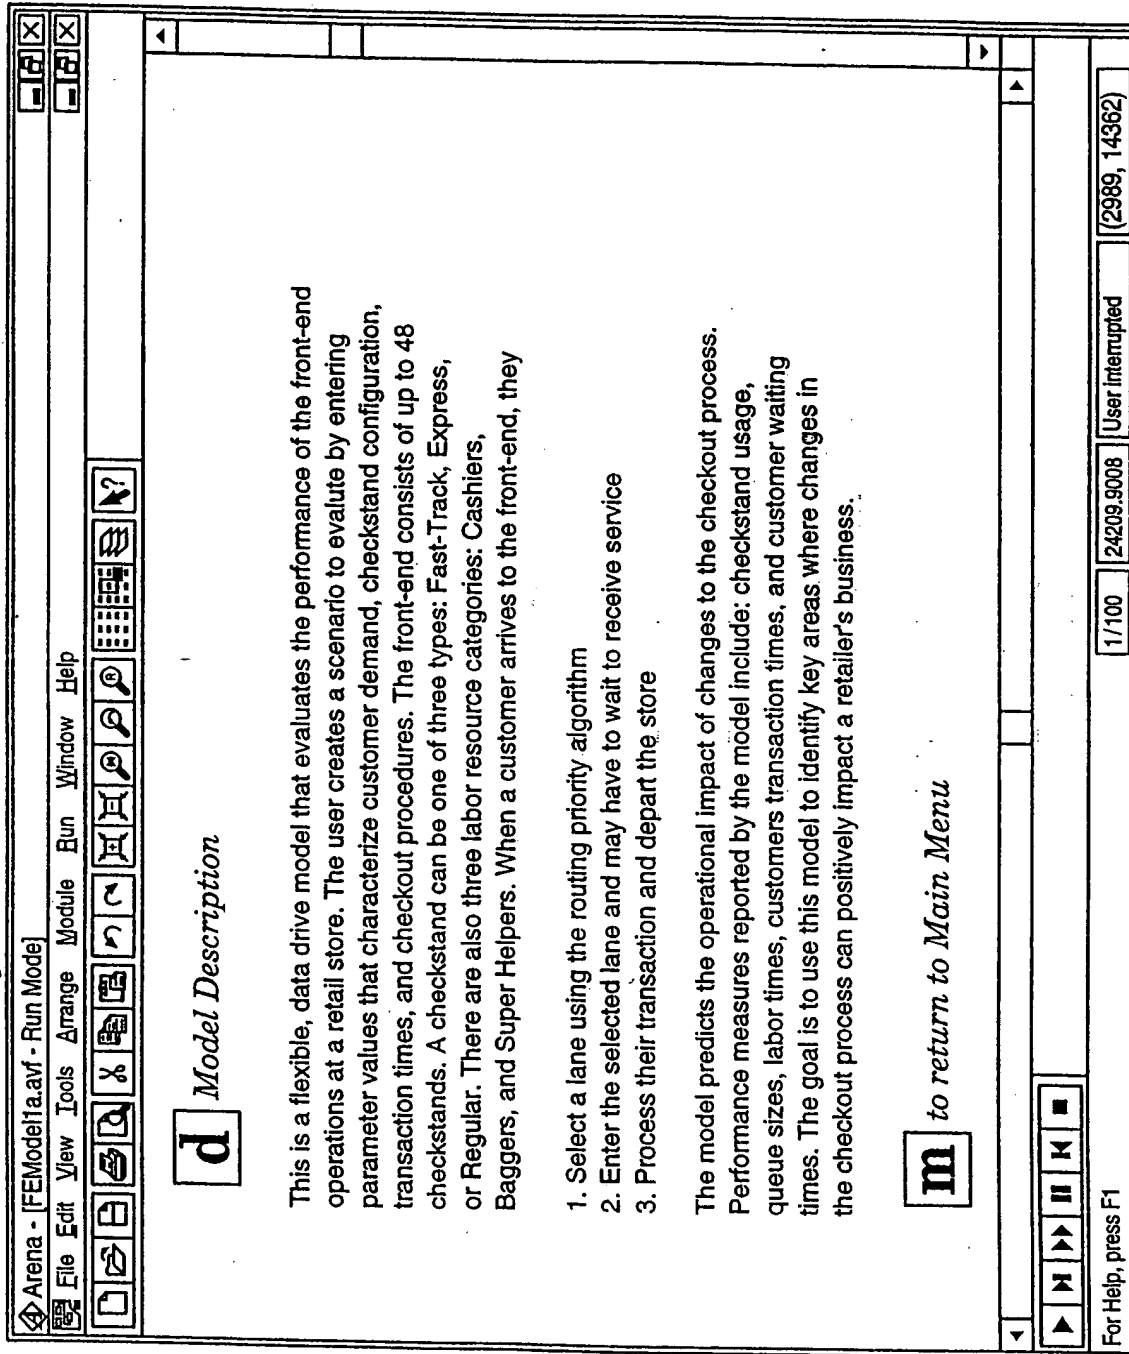 Arena - [FEModel1a.avf - Run Mode]
File Edit View Tools Arrange Module Run Window Help
d Model Description
This is a flexible, data drive model that evaluates the performance of the front-end
operations at a retail store. The user creates a scenario to evalute by entering
parameter values that characterize customer demand, checkstand configuration,
transaction times, and checkout procedures. The front-end consists of up to 48
checkstands. A checkstand can be one of three types: Fast-Track, Express,
or Regular. There are also three labor resource categories: Cashiers,
Baggers, and Super Helpers. When a customer arrives to the front-end, they
1. Select a lane using the routing priority algorithm
2. Enter the selected lane and may have to wait to receive service
3. Process their transaction and depart the store
The model predicts the operational impact of changes to the checkout process.
Performance measures reported by the model include: checkstand usage,
queue sizes, labor times, customers transaction times, and customer waiting
times. The goal is to use this model to identify key areas where changes in
the checkout process can positively impact a retailer's business.
m to return to Main Menu
For Help, press F1
1/100 24209.9008 User interrupted (2989, 14362)